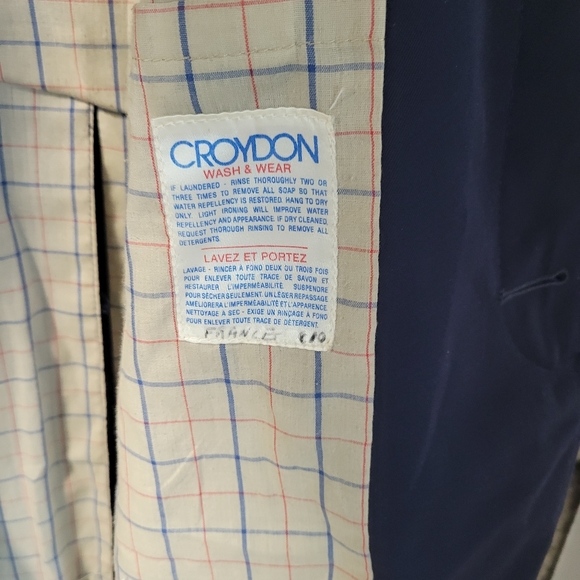 CROYDON
WASH & WEAR
IF LAUNDERED - RINSE THOROUGHLY TWO OR
THREE TIMES TO REMOVE ALL SOAP SO THAT
WATER REPELLENCY IS RESTORED. HANG TO DRY
ONLY. LIGHT IRONING WILL IMPROVE WATER
REPELLENCY AND APPEARANCE. IF DRY CLEANED,
REQUEST THOROUGH RINSING TO REMOVE ALL
DETERGENTS.
LAVEZ ET PORTEZ
LAVAGE - RINCER À FOND DEUX OU TROIS FOIS
POUR ENLEVER TOUTE TRACE DE SAVON ET
RESTAURER L'IMPERMÉABILITÉ. SUSPENDRE
POUR SÉCHER SEULEMENT. UN LÉGER REPASSAGE
AMÉLIORERA L'IMPERMÉABILITÉ ET L'APPARENCE.
NETTOYAGE A SEC - EXIGE UN RINÇAGE À FOND
POUR ENLEVER TOUTE TRACE DE DÉTERGENT.
FRANCE